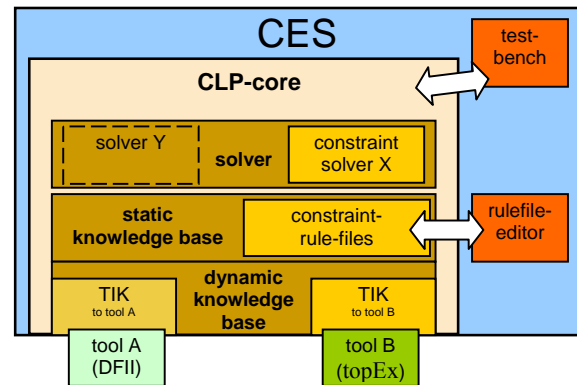 CES
test-
bench
CLP-core
solver Y
solver
constraint
solver X
static
knowledge base
constraint-
rule-files
rulefile-
editor
dynamic
knowledge
base
TIK
to tool A
TIK
to tool B
tool A
(DFII)
tool B
(topEx)